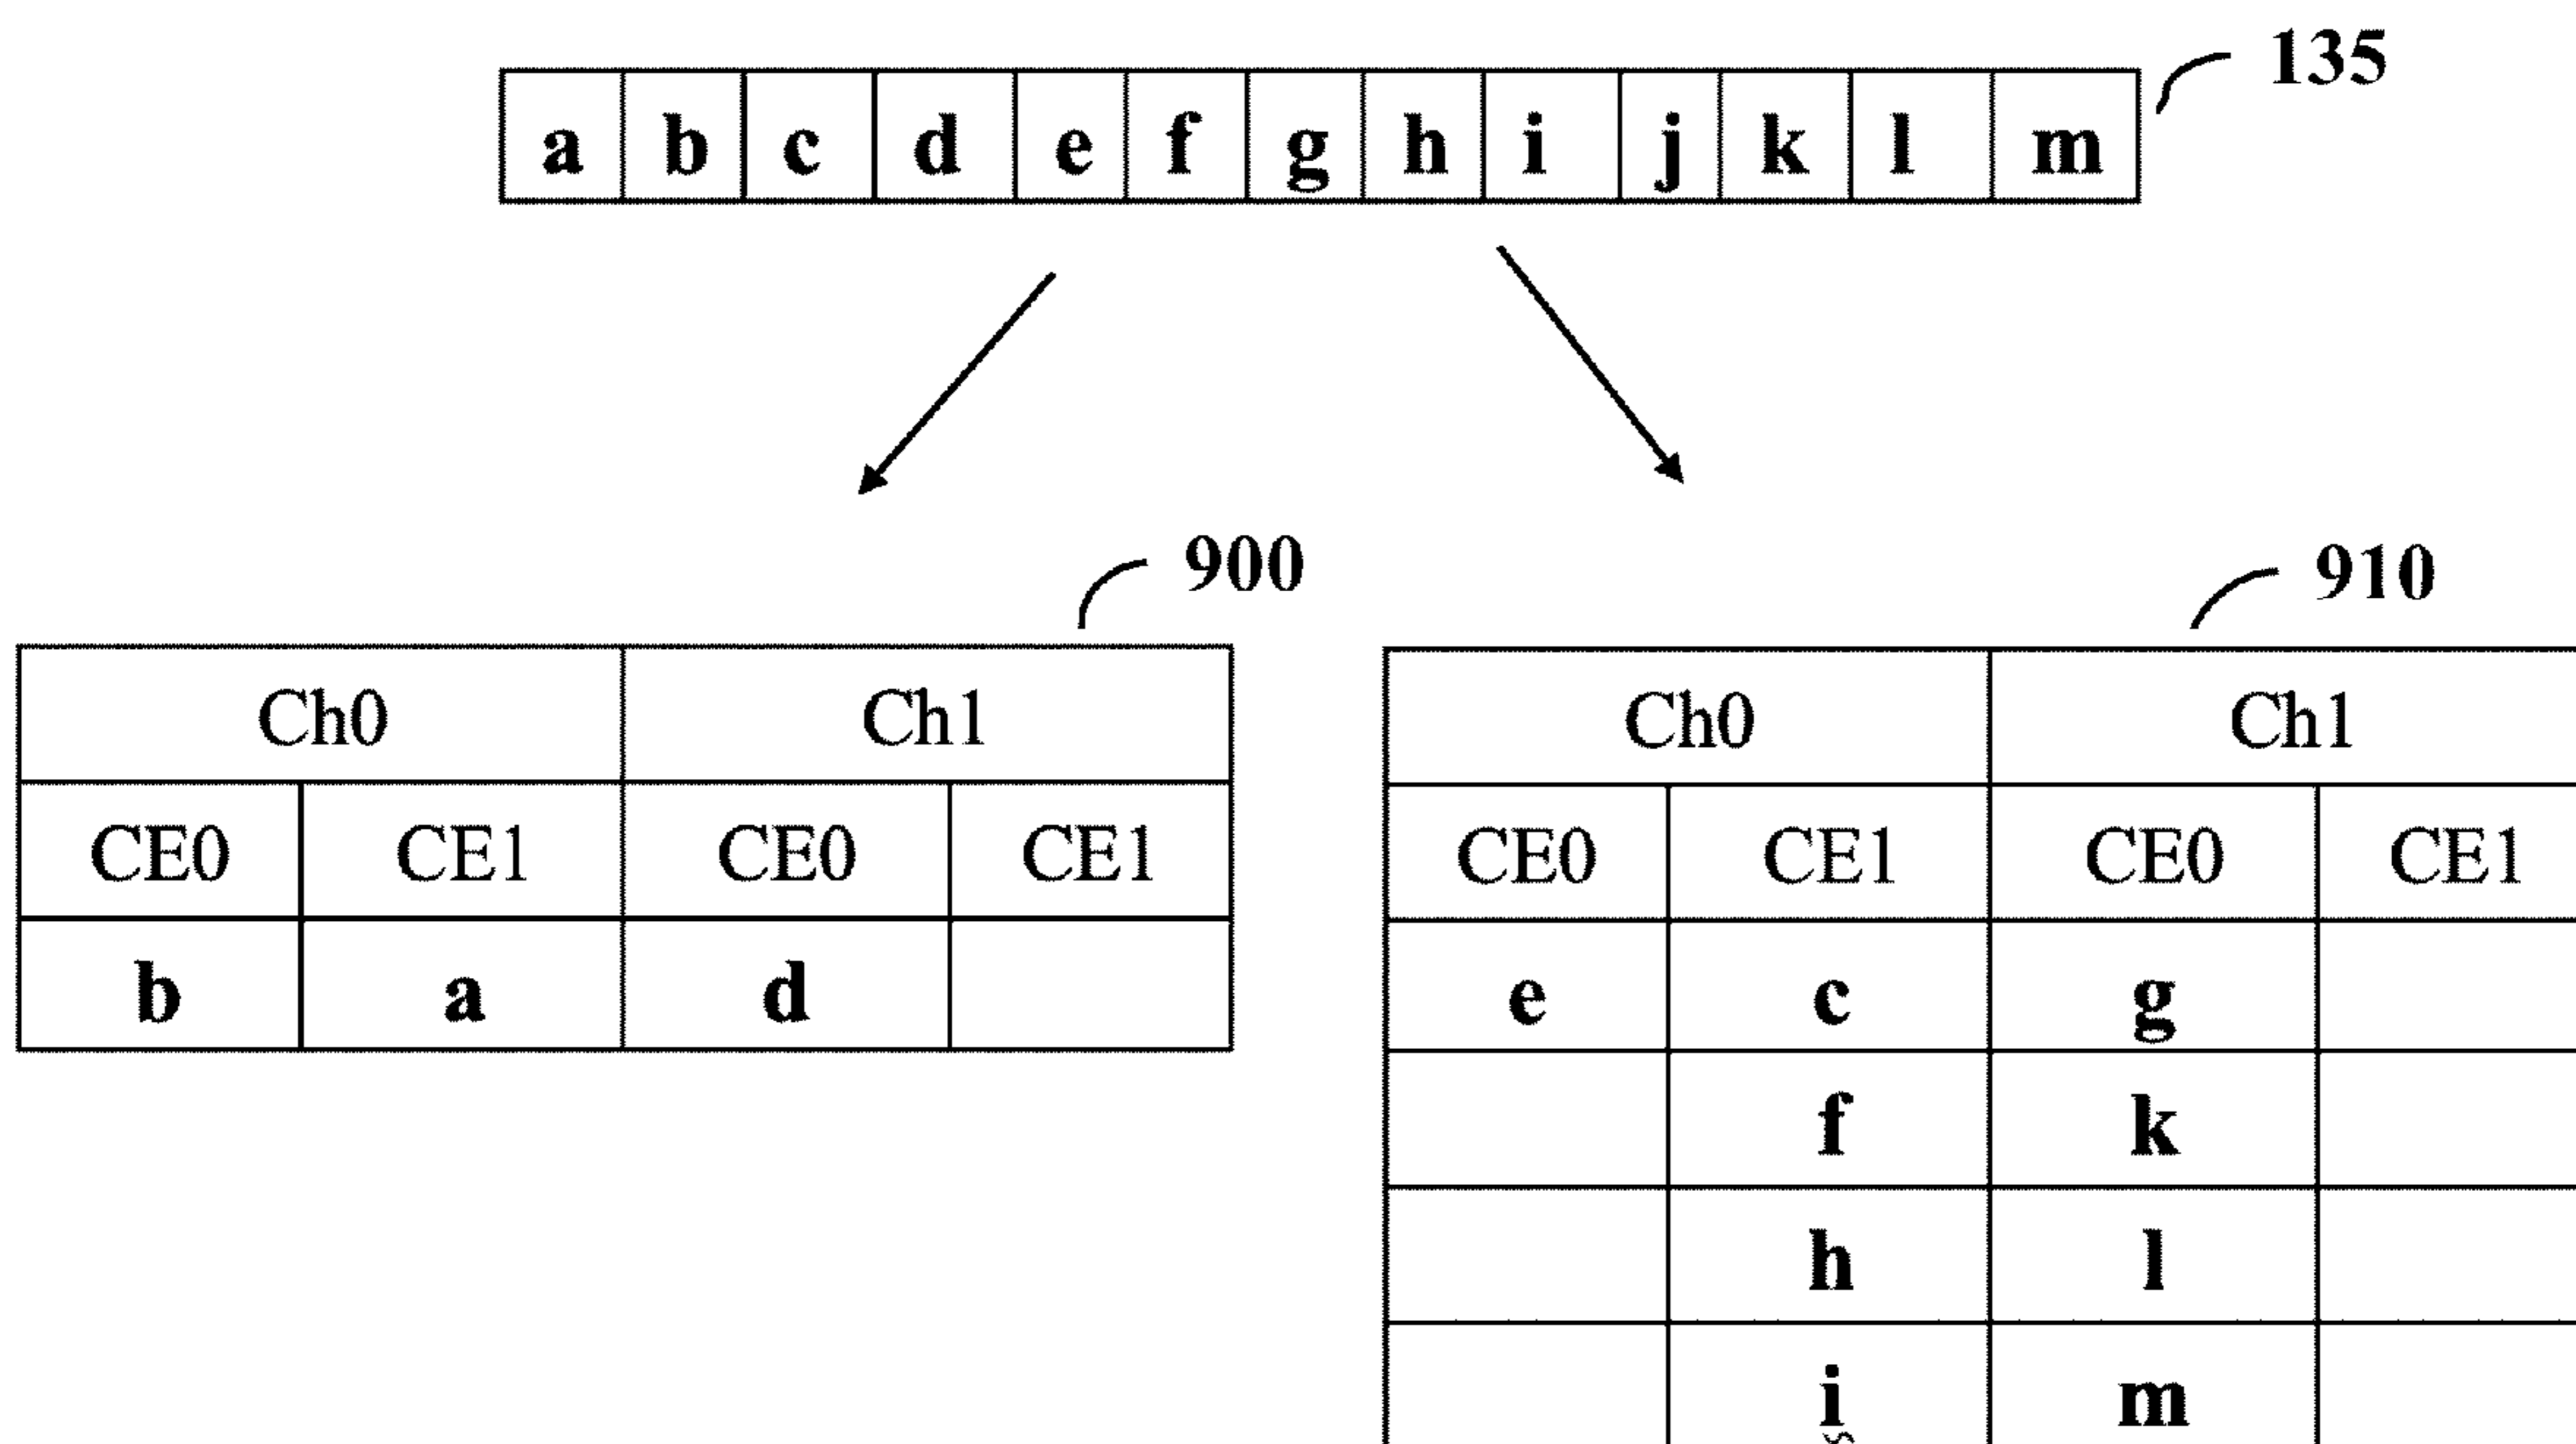 135
a b c d e f g h i j k l m
900
910
Ch0 Ch1
CE0 CE1 CE0 CE1
b a d
Ch0 Ch1
CE0 CE1 CE0 CE1
e c g
f k
h l
i m